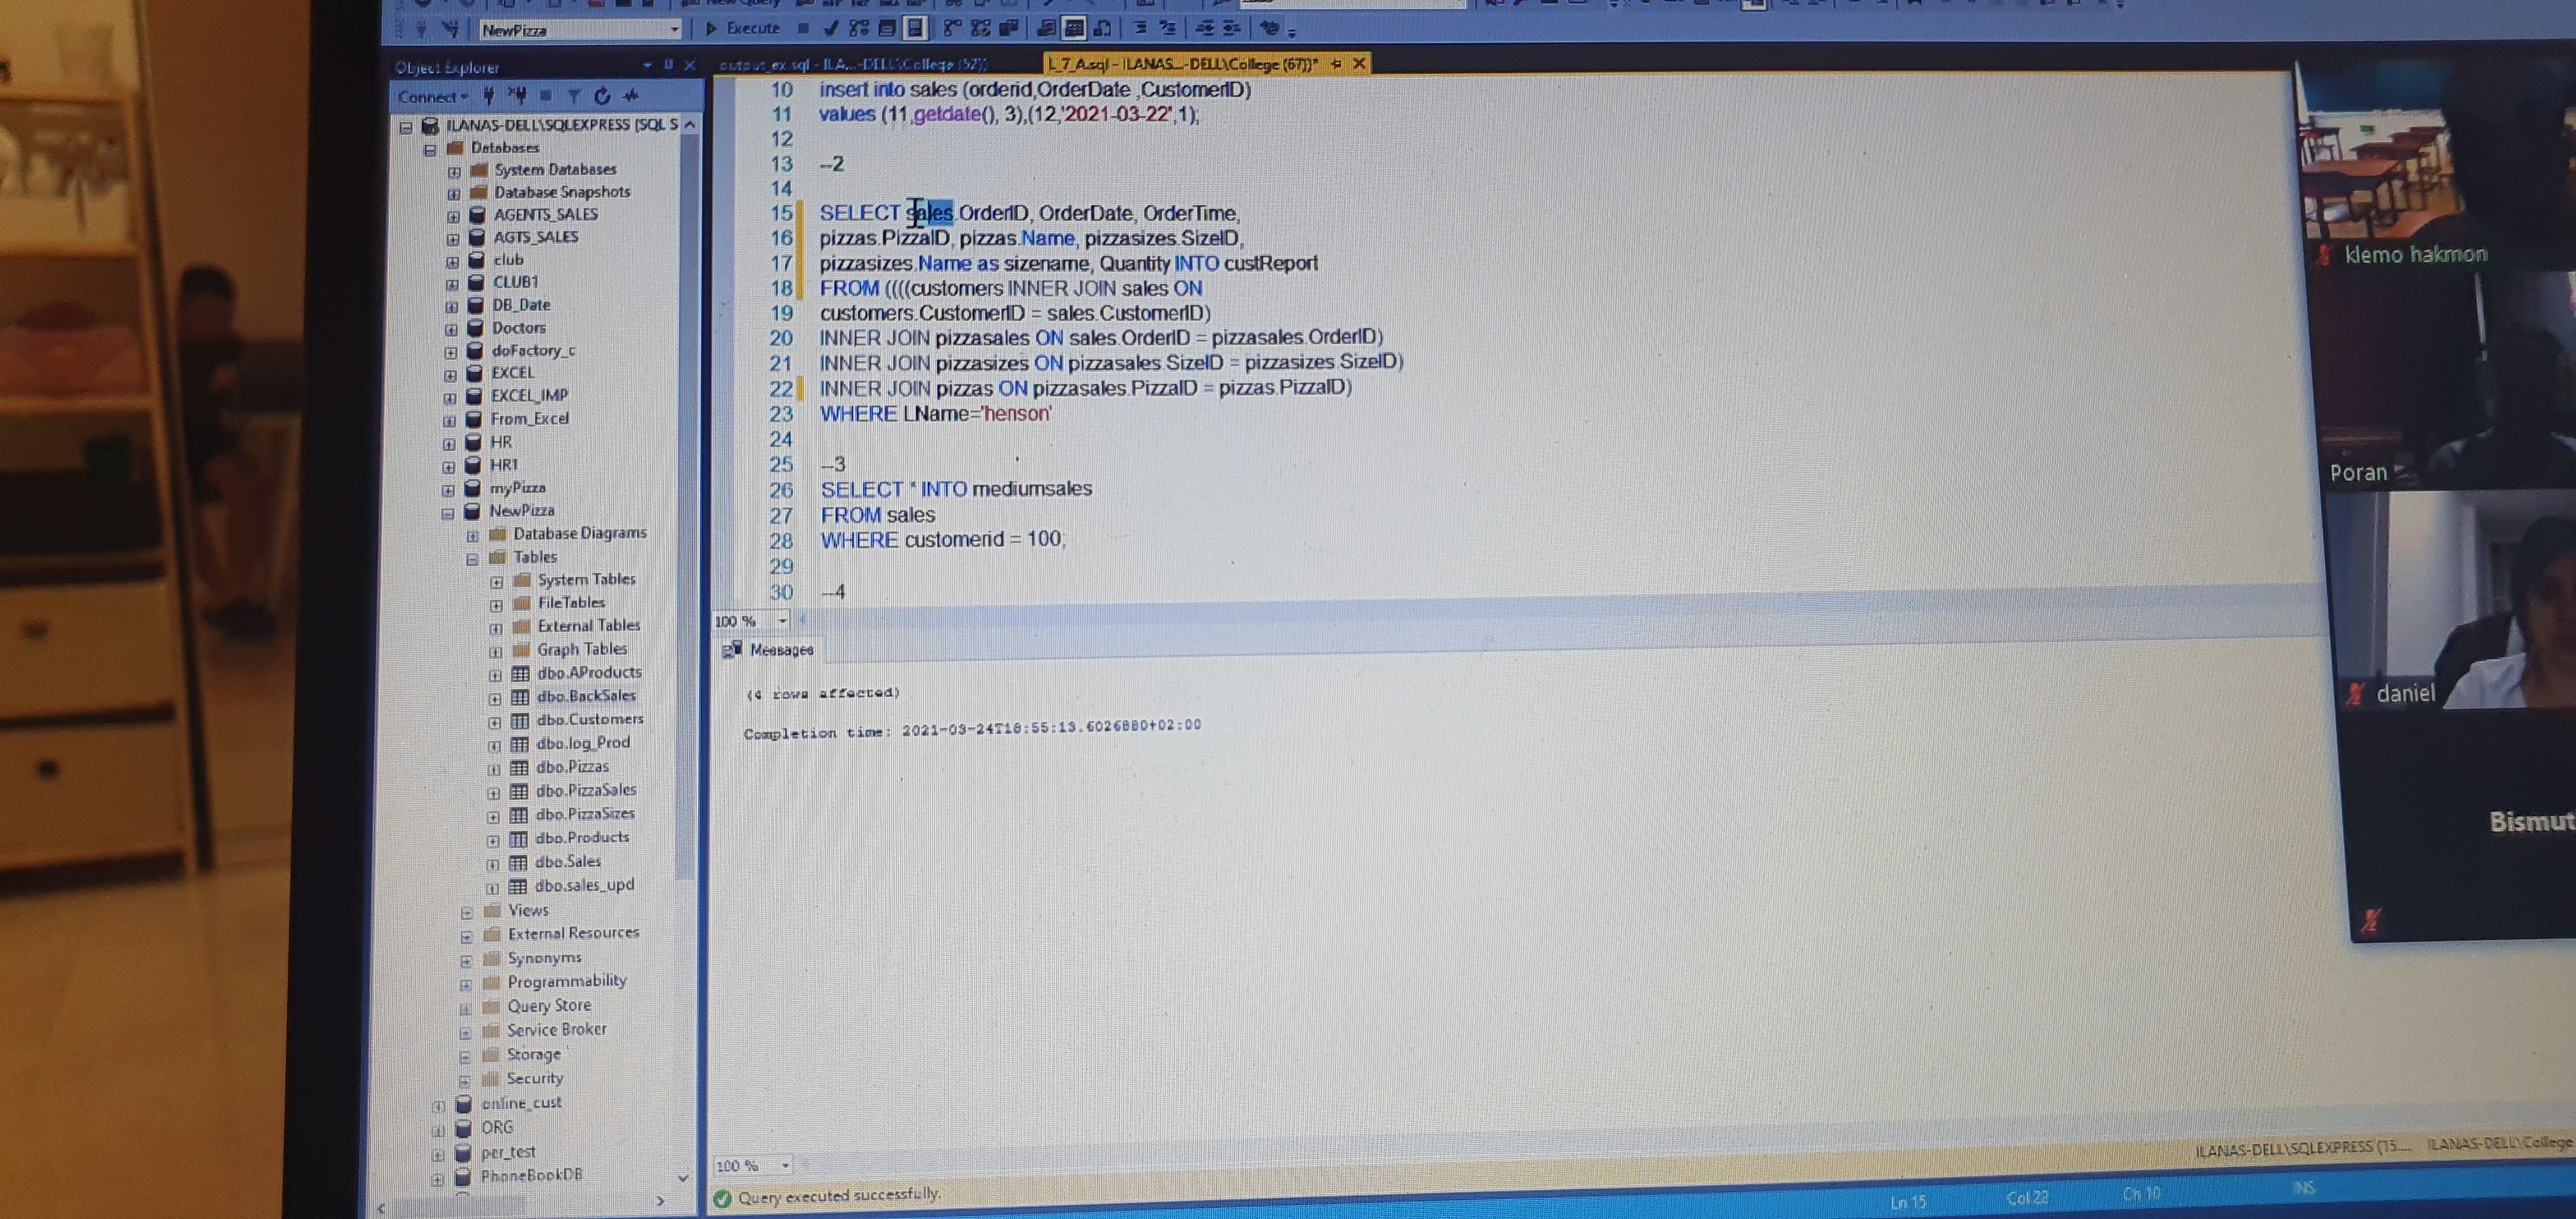 New Query
NewPizza
Execute
Object Explorer
output_ex.sql - ILA...-DELL\College (52))
L_7_A.sql - ILANAS...-DELL\College (67))*
Connect
ILANAS-DELL\SQLEXPRESS (SQL S
Databases
System Databases
Database Snapshots
AGENTS_SALES
AGTS_SALES
club
CLUB1
DB_Date
Doctors
doFactory_c
EXCEL
EXCEL_IMP
From_Excel
HR
HR1
myPizza
NewPizza
Database Diagrams
Tables
System Tables
FileTables
External Tables
Graph Tables
dbo.AProducts
dbo.BackSales
dbo.Customers
dbo.log_Prod
dbo.Pizzas
dbo.PizzaSales
dbo.PizzaSizes
dbo.Products
dbo.Sales
dbo.sales_upd
Views
External Resources
Synonyms
Programmability
Query Store
Service Broker
Storage
Security
online_cust
ORG
per_test
PhoneBookDB
10 insert into sales (orderid,OrderDate ,CustomerID)
11 values (11,getdate(), 3),(12,'2021-03-22',1);
12
13 --2
14
15 SELECT sales.OrderID, OrderDate, OrderTime,
16 pizzas.PizzaID, pizzas.Name, pizzasizes.SizeID,
17 pizzasizes.Name as sizename, Quantity INTO custReport
18 FROM ((((customers INNER JOIN sales ON
19 customers.CustomerID = sales.CustomerID)
20 INNER JOIN pizzasales ON sales.OrderID = pizzasales.OrderID)
21 INNER JOIN pizzasizes ON pizzasales.SizeID = pizzasizes.SizeID)
22 INNER JOIN pizzas ON pizzasales.PizzaID = pizzas.PizzaID)
23 WHERE LName='henson'
24
25 --3
26 SELECT * INTO mediumsales
27 FROM sales
28 WHERE customerid = 100;
29
30 --4
100 %
Messages
(4 rows affected)
Completion time: 2021-03-24T18:55:13.6026880+02:00
100 %
Query executed successfully.
ILANAS-DELL\SQLEXPRESS (15.... ILANAS-DELL\College
Ln 15 Col 22 Ch 10 INS
klemo hakmon
Poran
daniel
Bismut